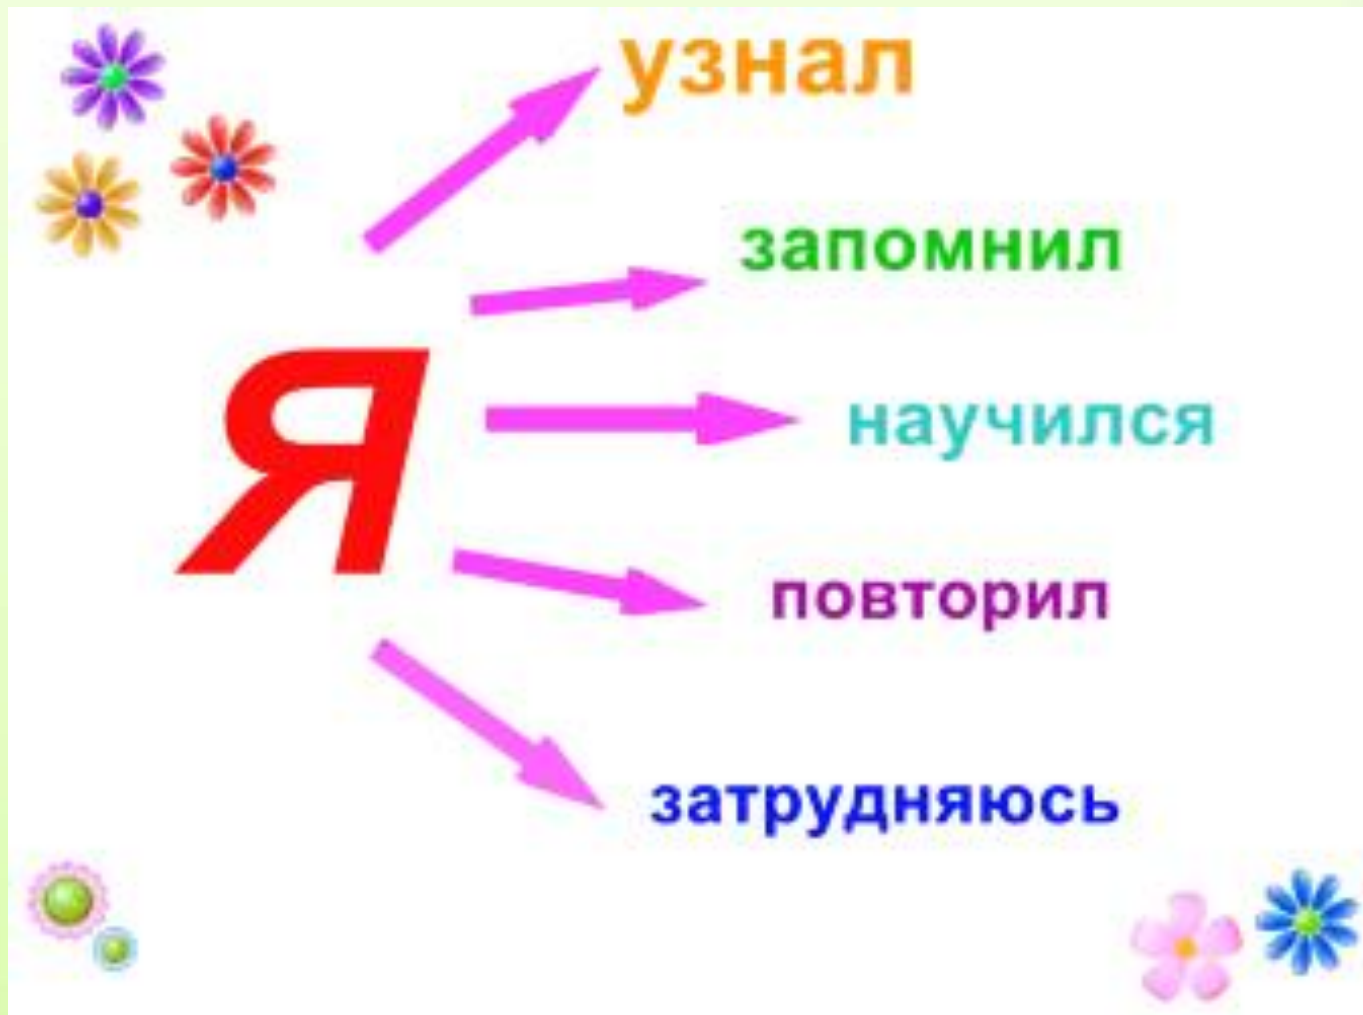 узнал
запомнил
Я
научился
повторил
затрудняюсь